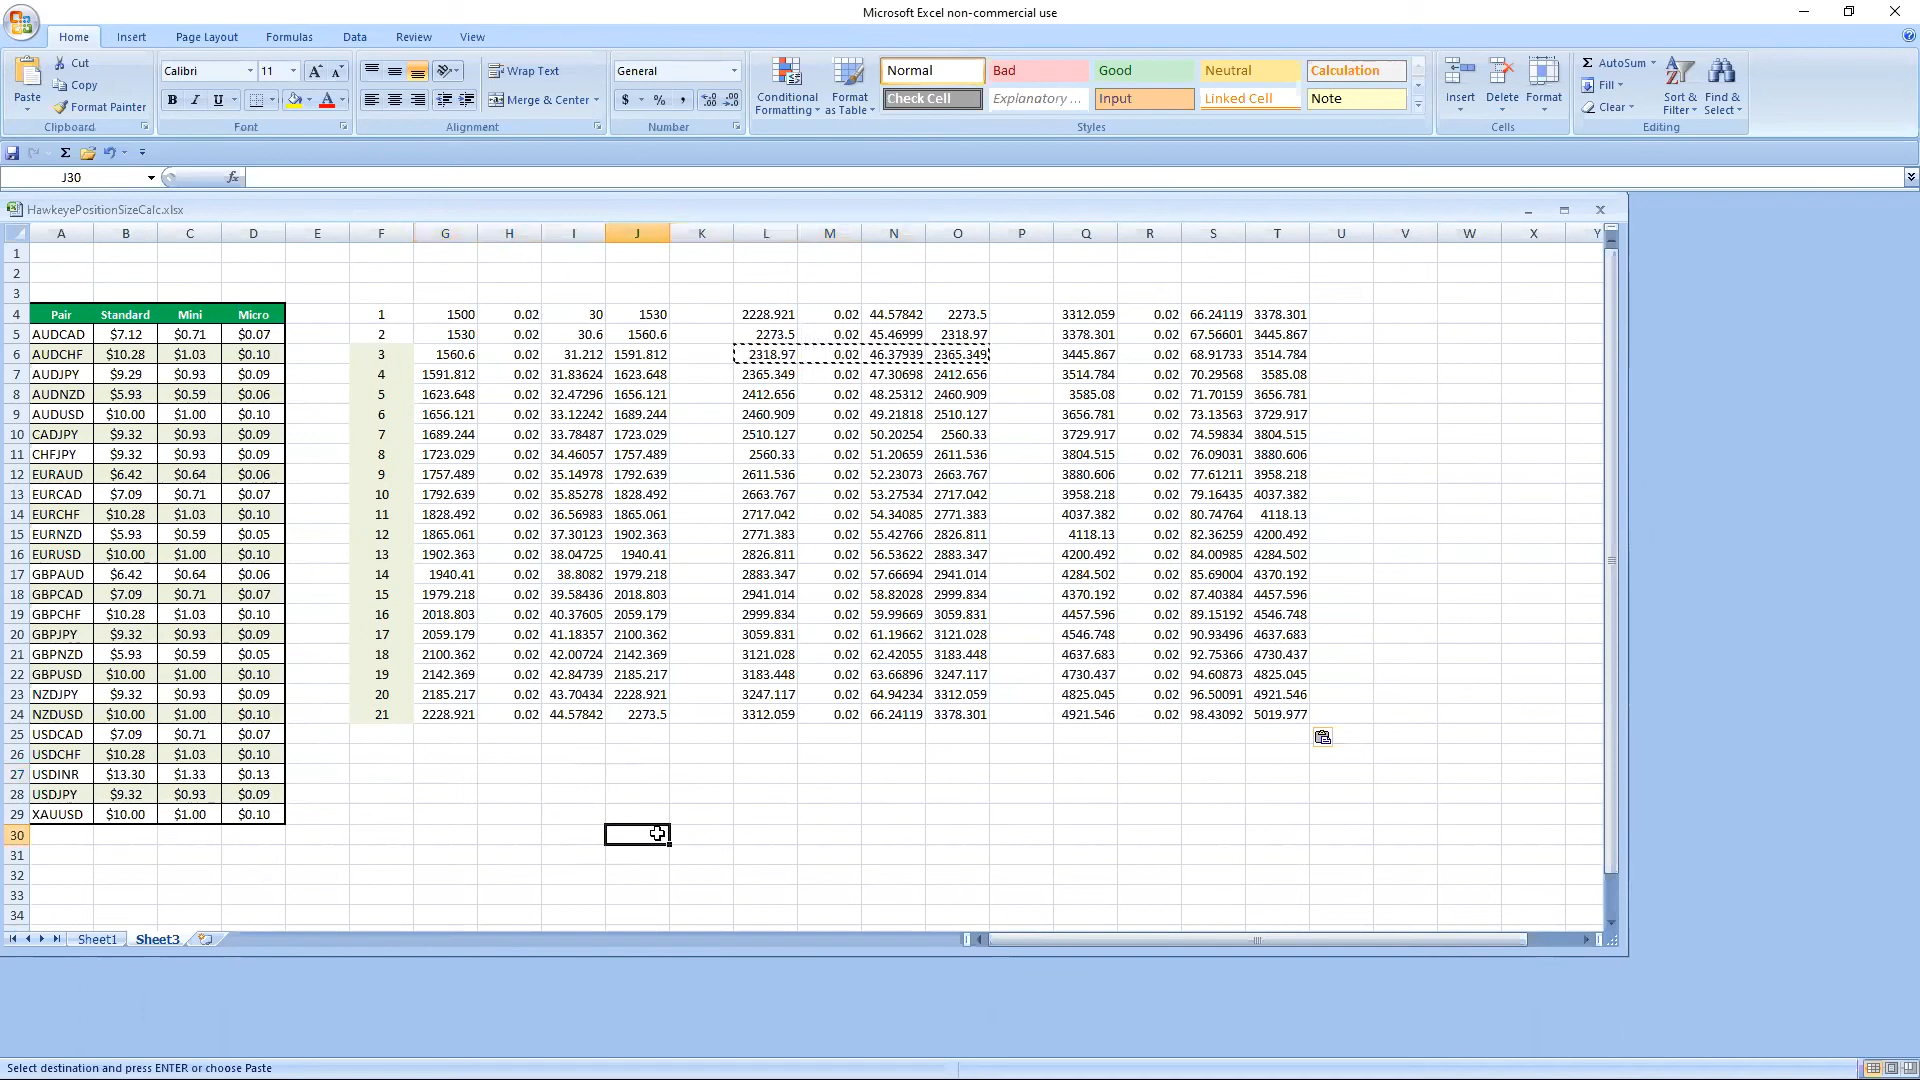 Microsoft Excel non-commercial use
Home Insert Page Layout Formulas Data Review View
Paste Cut Copy Format Painter Clipboard
Calibri 11 A A B I U A Font
Wrap Text Merge & Center Alignment
General $ % , Number
Conditional Formatting Format as Table
Normal Bad Good Neutral Calculation
Check Cell Explanatory ... Input Linked Cell Note
Styles
Insert Delete Format Cells
Σ AutoSum Fill Clear Sort & Filter Find & Select Editing
J30 fx
HawkeyePositionSizeCalc.xlsx
A B C D E F G H I J K L M N O P Q R S T U V W X Y
1
2
3
4 Pair Standard Mini Micro 1 1500 0.02 30 1530 2228.921 0.02 44.57842 2273.5 3312.059 0.02 66.24119 3378.301
5 AUDCAD $7.12 $0.71 $0.07 2 1530 0.02 30.6 1560.6 2273.5 0.02 45.46999 2318.97 3378.301 0.02 67.56601 3445.867
6 AUDCHF $10.28 $1.03 $0.10 3 1560.6 0.02 31.212 1591.812 2318.97 0.02 46.37939 2365.349 3445.867 0.02 68.91733 3514.784
7 AUDJPY $9.29 $0.93 $0.09 4 1591.812 0.02 31.83624 1623.648 2365.349 0.02 47.30698 2412.656 3514.784 0.02 70.29568 3585.08
8 AUDNZD $5.93 $0.59 $0.06 5 1623.648 0.02 32.47296 1656.121 2412.656 0.02 48.25312 2460.909 3585.08 0.02 71.70159 3656.781
9 AUDUSD $10.00 $1.00 $0.10 6 1656.121 0.02 33.12242 1689.244 2460.909 0.02 49.21818 2510.127 3656.781 0.02 73.13563 3729.917
10 CADJPY $9.32 $0.93 $0.09 7 1689.244 0.02 33.78487 1723.029 2510.127 0.02 50.20254 2560.33 3729.917 0.02 74.59834 3804.515
11 CHFJPY $9.32 $0.93 $0.09 8 1723.029 0.02 34.46057 1757.489 2560.33 0.02 51.20659 2611.536 3804.515 0.02 76.09031 3880.606
12 EURAUD $6.42 $0.64 $0.06 9 1757.489 0.02 35.14978 1792.639 2611.536 0.02 52.23073 2663.767 3880.606 0.02 77.61211 3958.218
13 EURCAD $7.09 $0.71 $0.07 10 1792.639 0.02 35.85278 1828.492 2663.767 0.02 53.27534 2717.042 3958.218 0.02 79.16435 4037.382
14 EURCHF $10.28 $1.03 $0.10 11 1828.492 0.02 36.56983 1865.061 2717.042 0.02 54.34085 2771.383 4037.382 0.02 80.74764 4118.13
15 EURNZD $5.93 $0.59 $0.05 12 1865.061 0.02 37.30123 1902.363 2771.383 0.02 55.42766 2826.811 4118.13 0.02 82.36259 4200.492
16 EURUSD $10.00 $1.00 $0.10 13 1902.363 0.02 38.04725 1940.41 2826.811 0.02 56.53622 2883.347 4200.492 0.02 84.00985 4284.502
17 GBPAUD $6.42 $0.64 $0.06 14 1940.41 0.02 38.8082 1979.218 2883.347 0.02 57.66694 2941.014 4284.502 0.02 85.69004 4370.192
18 GBPCAD $7.09 $0.71 $0.07 15 1979.218 0.02 39.58436 2018.803 2941.014 0.02 58.82028 2999.834 4370.192 0.02 87.40384 4457.596
19 GBPCHF $10.28 $1.03 $0.10 16 2018.803 0.02 40.37605 2059.179 2999.834 0.02 59.99669 3059.831 4457.596 0.02 89.15192 4546.748
20 GBPJPY $9.32 $0.93 $0.09 17 2059.179 0.02 41.18357 2100.362 3059.831 0.02 61.19662 3121.028 4546.748 0.02 90.93496 4637.683
21 GBPNZD $5.93 $0.59 $0.05 18 2100.362 0.02 42.00724 2142.369 3121.028 0.02 62.42055 3183.448 4637.683 0.02 92.75366 4730.437
22 GBPUSD $10.00 $1.00 $0.10 19 2142.369 0.02 42.84739 2185.217 3183.448 0.02 63.66896 3247.117 4730.437 0.02 94.60873 4825.045
23 NZDJPY $9.32 $0.93 $0.09 20 2185.217 0.02 43.70434 2228.921 3247.117 0.02 64.94234 3312.059 4825.045 0.02 96.50091 4921.546
24 NZDUSD $10.00 $1.00 $0.10 21 2228.921 0.02 44.57842 2273.5 3312.059 0.02 66.24119 3378.301 4921.546 0.02 98.43092 5019.977
25 USDCAD $7.09 $0.71 $0.07
26 USDCHF $10.28 $1.03 $0.10
27 USDINR $13.30 $1.33 $0.13
28 USDJPY $9.32 $0.93 $0.09
29 XAUUSD $10.00 $1.00 $0.10
30
31
32
33
34
Sheet1 Sheet3
Select destination and press ENTER or choose Paste